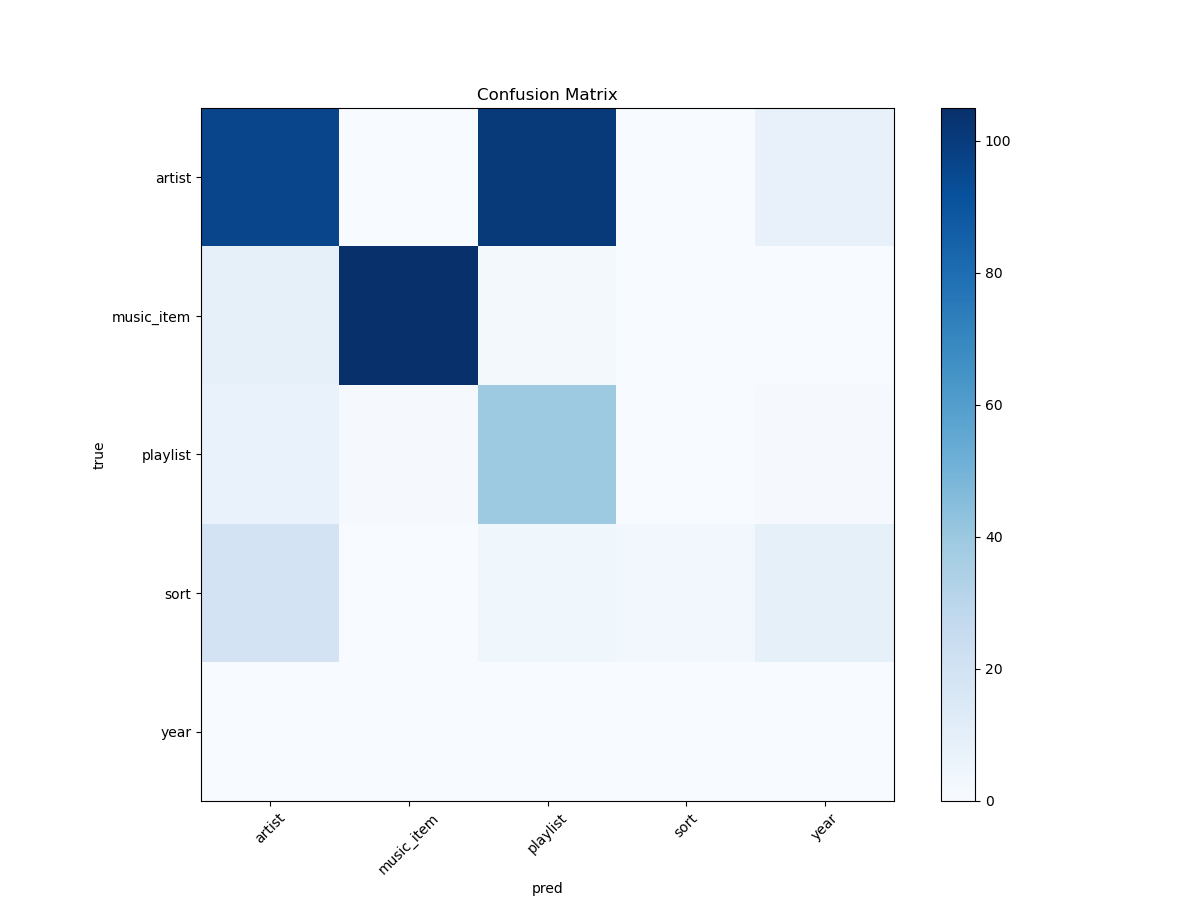 Confusion Matrix
artist
music_item
playlist
sort
year
true
artist
music_item
playlist
sort
year
pred
100
80
60
40
20
0